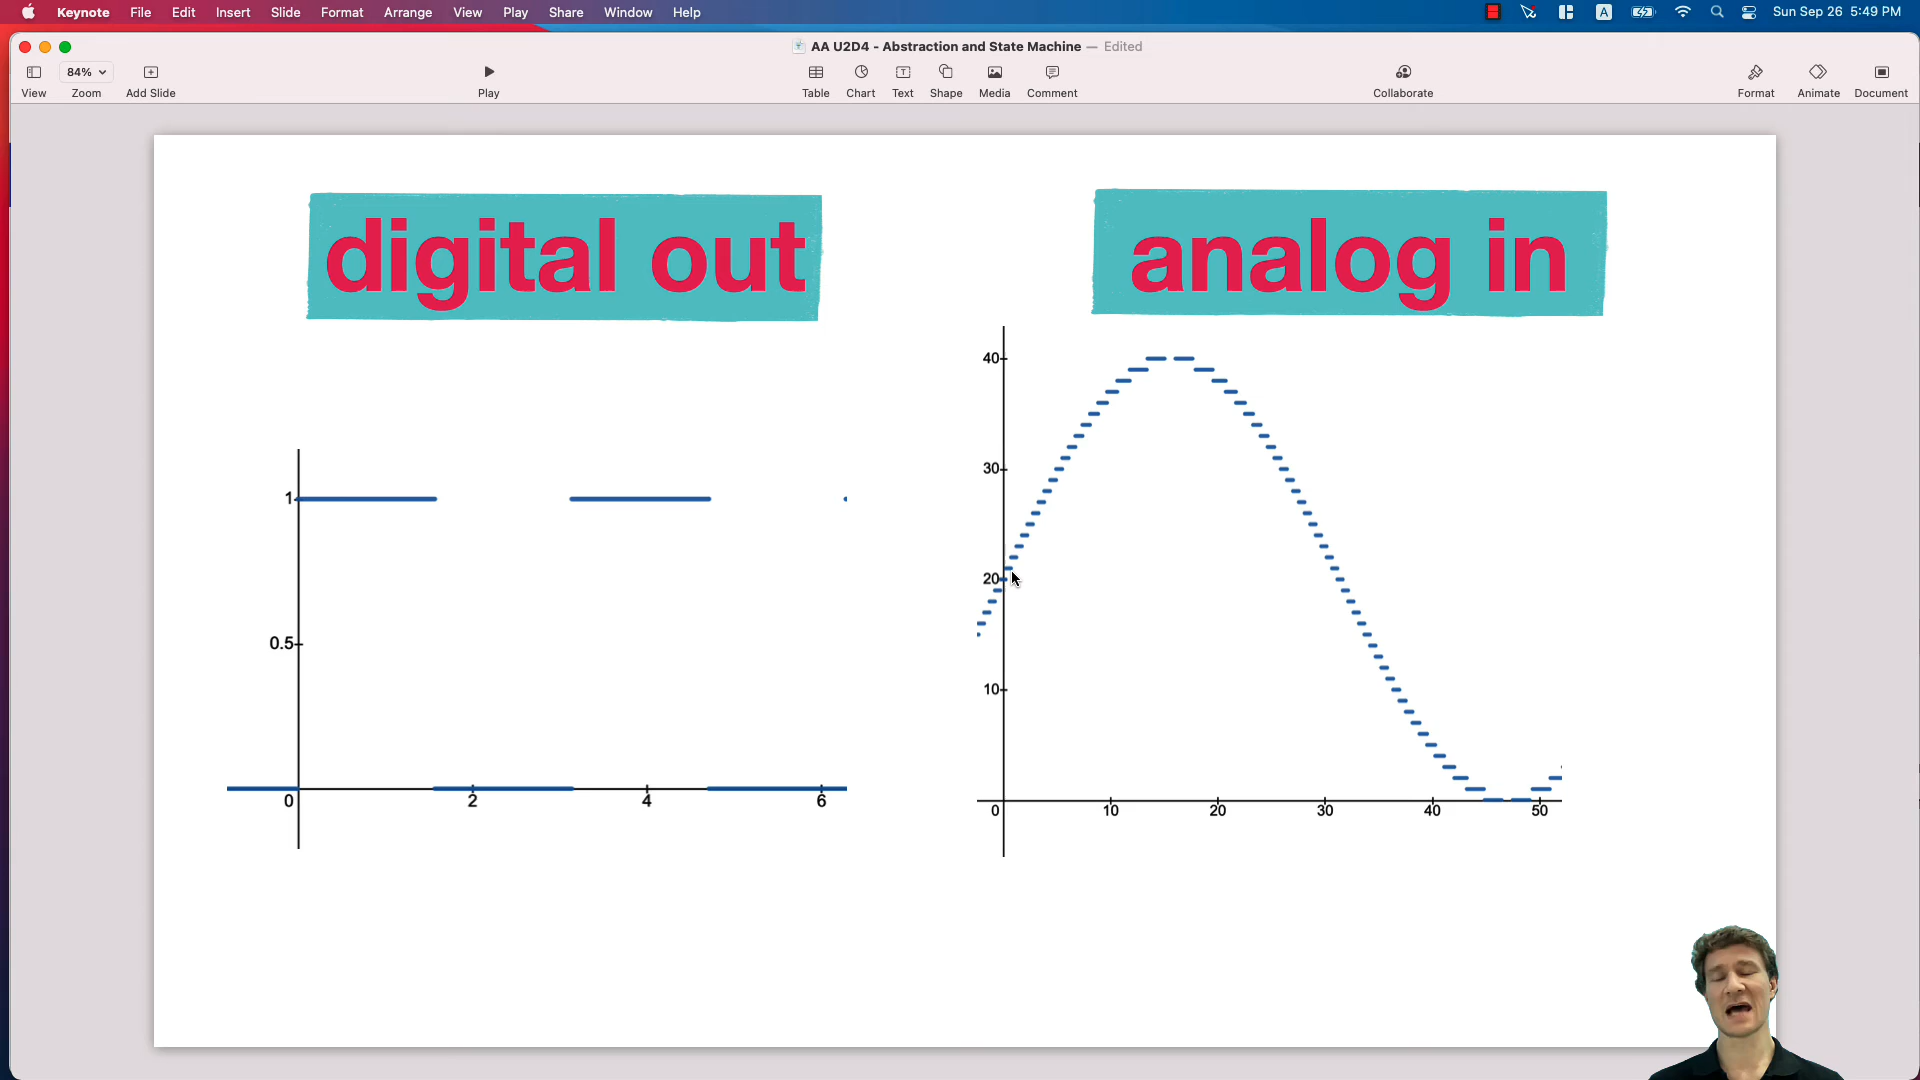 Keynote File Edit Insert Slide Format Arrange View Play Share Window Help
A
Sun Sep 26 5:49 PM
AA U2D4 - Abstraction and State Machine — Edited
84%
View Zoom Add Slide Play Table Chart Text Shape Media Comment Collaborate Format Animate Document
digital out
analog in
1
0.5
0 2 4 6
40
30
20
10
0 10 20 30 40 50